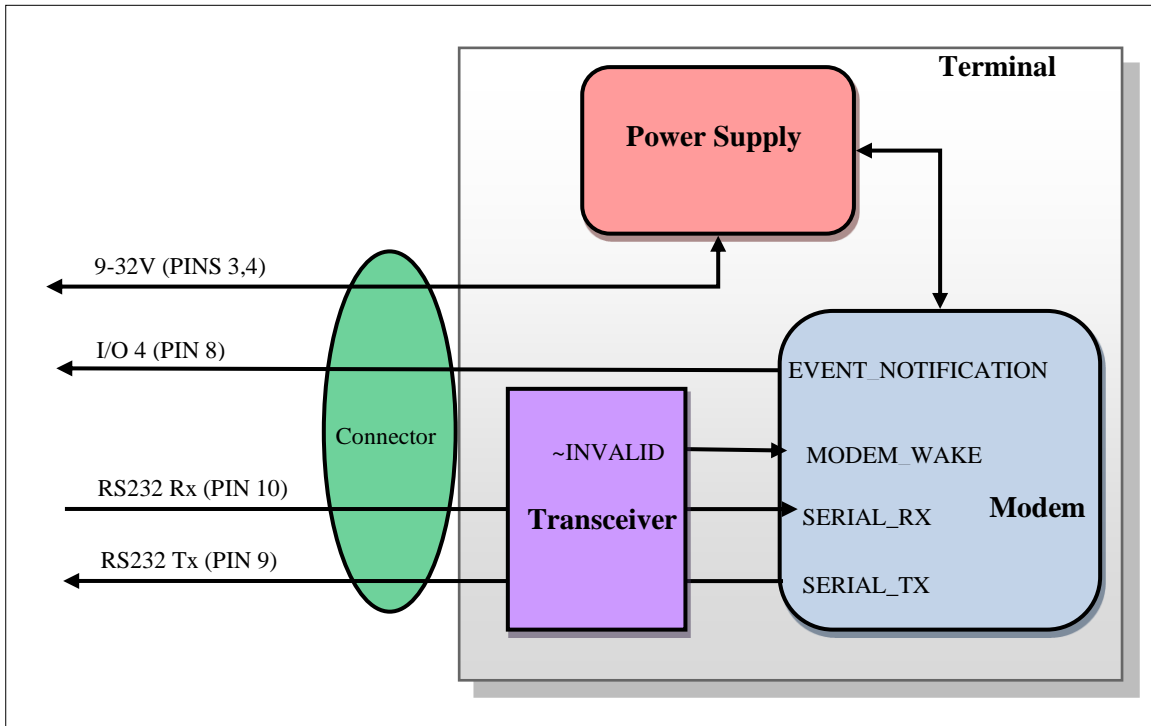 Terminal
Power Supply
9-32V (PINS 3,4)
I/O 4 (PIN 8)
EVENT_NOTIFICATION
Connector
~INVALID
MODEM_WAKE
RS232 Rx (PIN 10)
Transceiver
SERIAL_RX
Modem
RS232 Tx (PIN 9)
SERIAL_TX